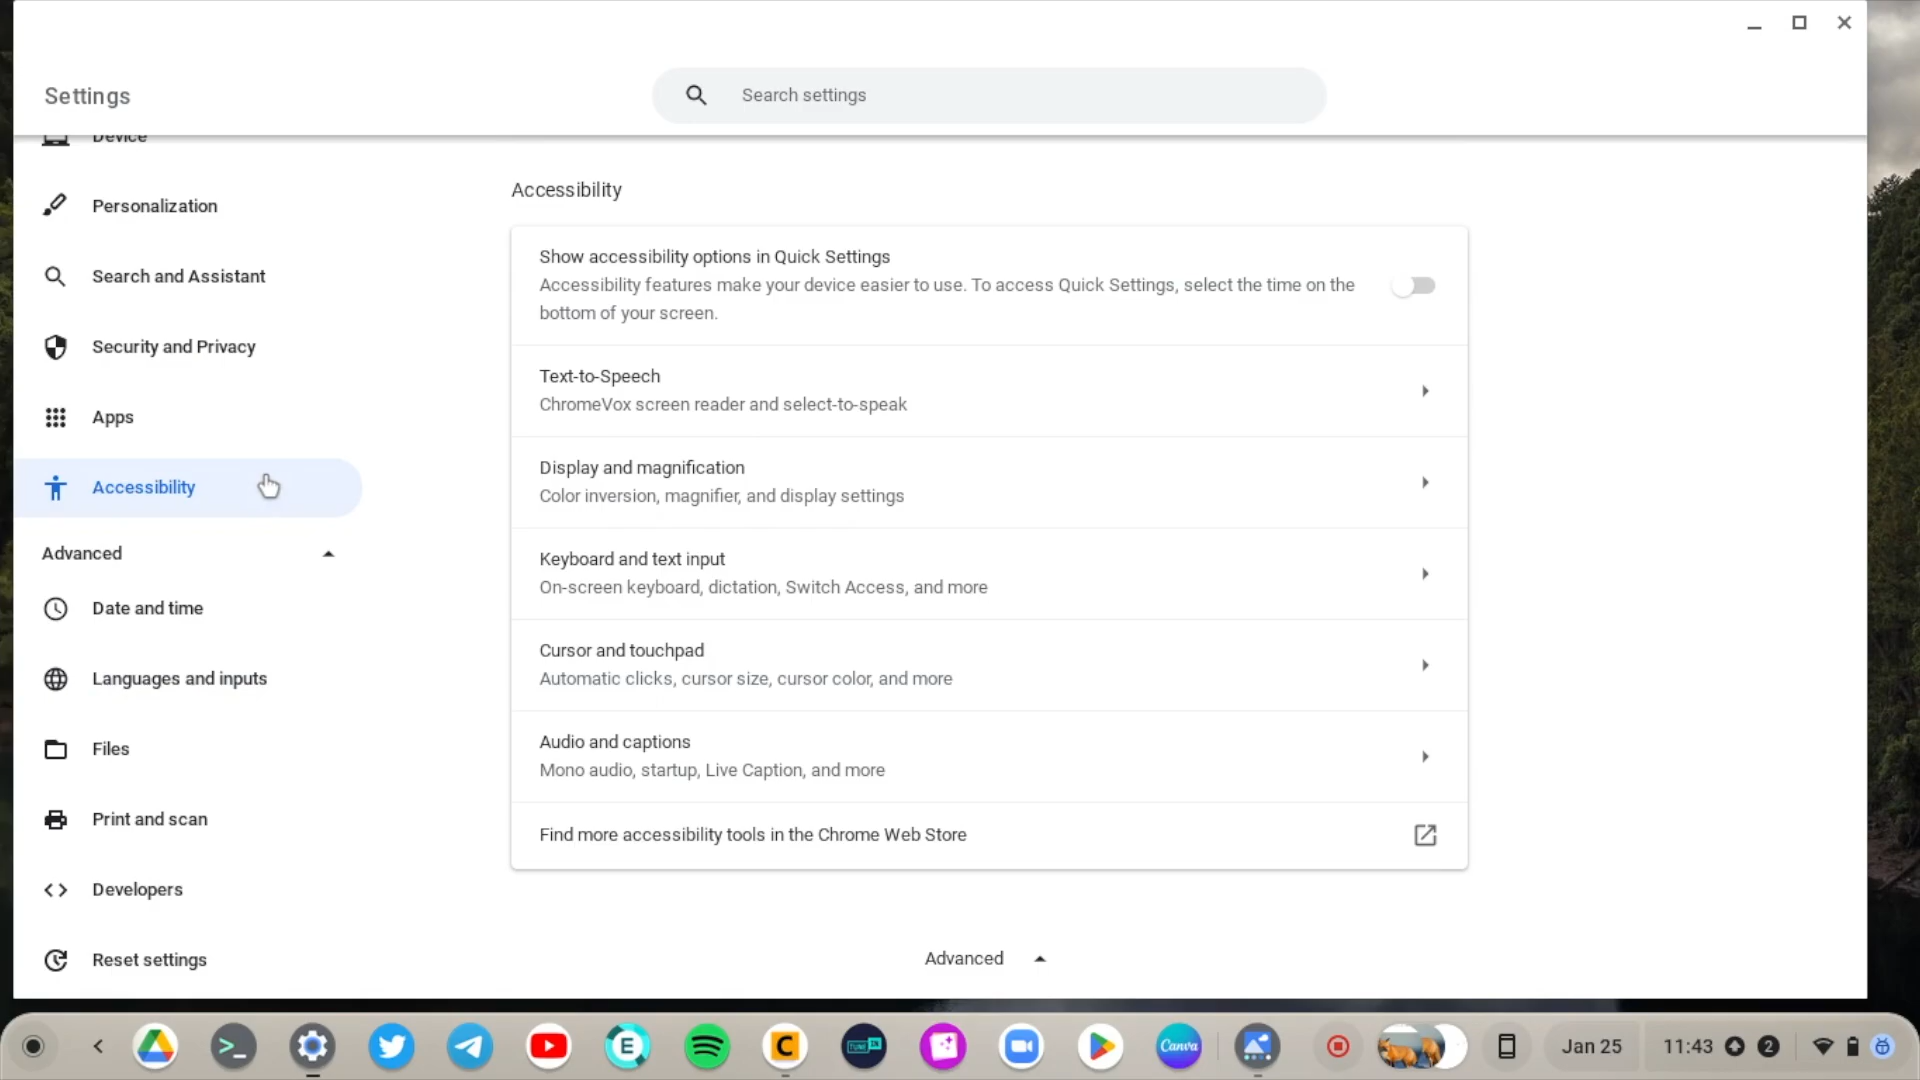 Settings
Search settings
Device
Personalization
Search and Assistant
Security and Privacy
Apps
Accessibility
Advanced
Date and time
Languages and inputs
Files
Print and scan
Developers
Reset settings
Accessibility
Show accessibility options in Quick Settings
Accessibility features make your device easier to use. To access Quick Settings, select the time on the
bottom of your screen.
Text-to-Speech
ChromeVox screen reader and select-to-speak
Display and magnification
Color inversion, magnifier, and display settings
Keyboard and text input
On-screen keyboard, dictation, Switch Access, and more
Cursor and touchpad
Automatic clicks, cursor size, cursor color, and more
Audio and captions
Mono audio, startup, Live Caption, and more
Find more accessibility tools in the Chrome Web Store
Advanced
>_ E C TUNE IN Canva Jan 25 11:43 2